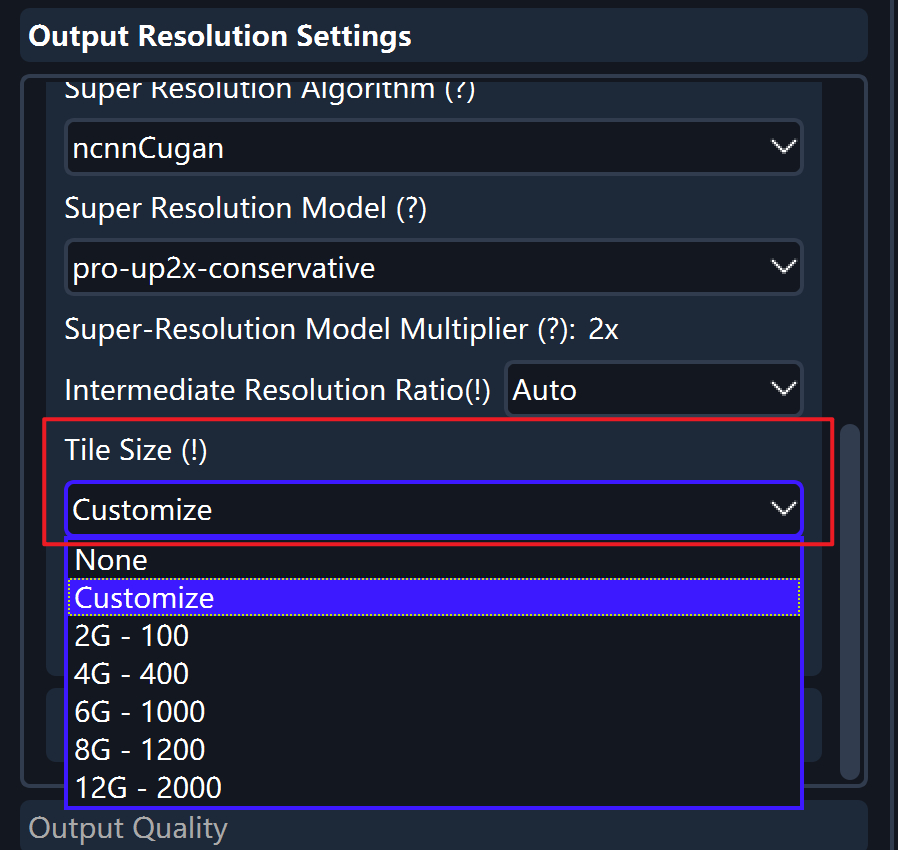 Output Resolution Settings
Super Resolution Algorithm (?)
ncnnCugan
Super Resolution Model (?)
pro-up2x-conservative
Super-Resolution Model Multiplier (?): 2x
Intermediate Resolution Ratio(!) Auto
Tile Size (!)
Customize
None
Customize
2G - 100
4G - 400
6G - 1000
8G - 1200
12G - 2000
Output Quality